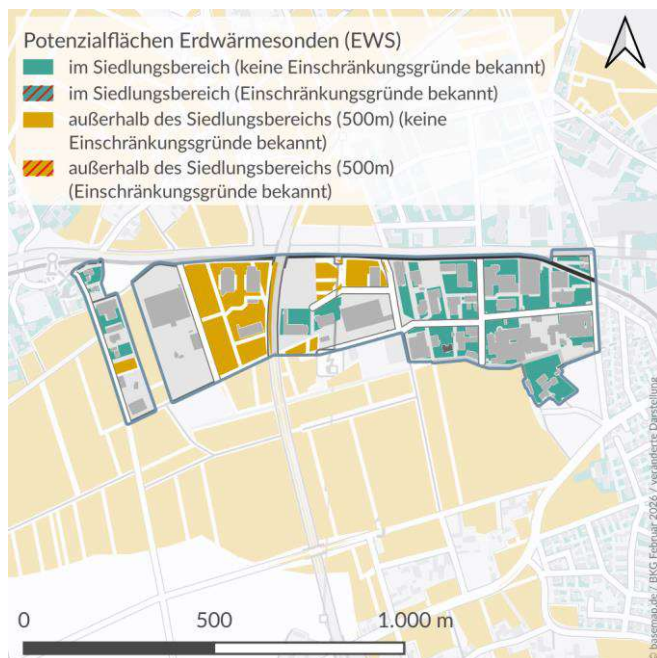 Potenzialflächen Erdwärmesonden (EWS)
im Siedlungsbereich (keine Einschränkungsgründe bekannt)
im Siedlungsbereich (Einschränkungsgründe bekannt)
außerhalb des Siedlungsbereichs (500m) (keine
Einschränkungsgründe bekannt)
außerhalb des Siedlungsbereichs (500m)
(Einschränkungsgründe bekannt)
0 500 1.000 m
© basemap.de / BKG Februar 2026 / veränderte Darstellung